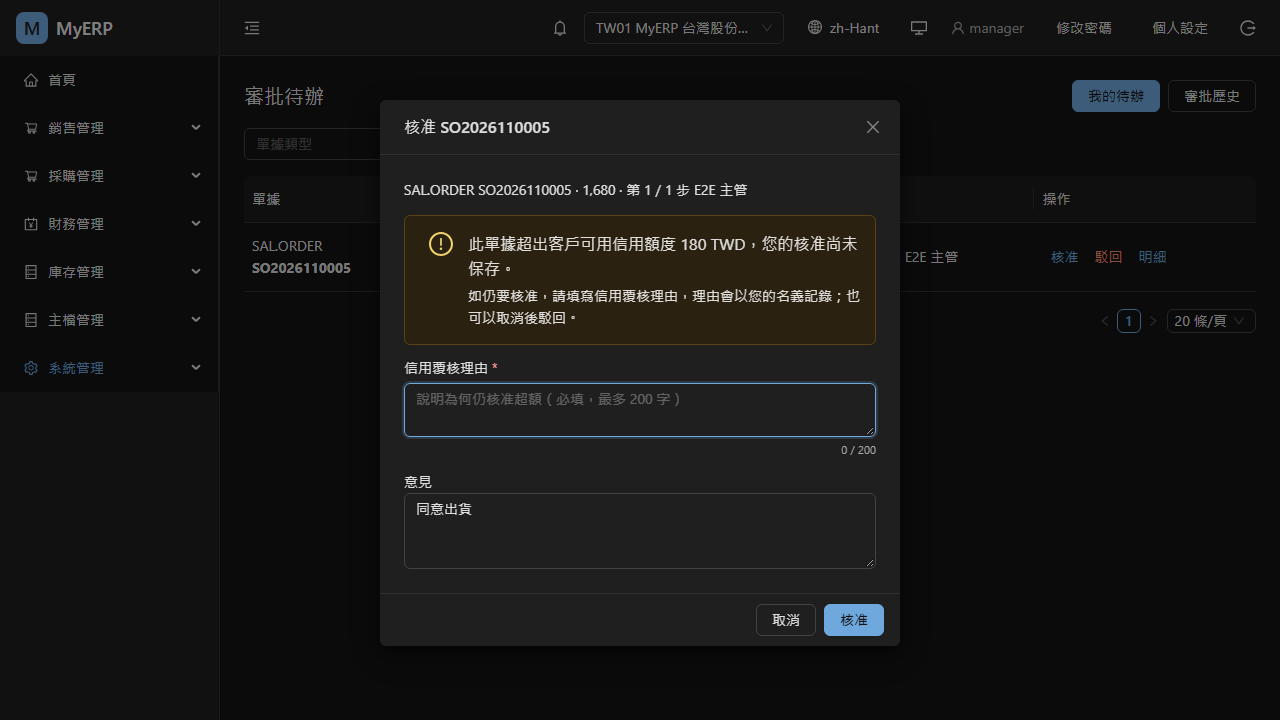 M MyERP
TW01 MyERP 台灣股份...
zh-Hant
manager
修改密碼
個人設定
首頁
銷售管理
採購管理
財務管理
庫存管理
主檔管理
系統管理
審批待辦
我的待辦
審批歷史
單據類型
單據
操作
SAL.ORDER
SO2026110005
E2E 主管
核准 駁回 明細
1
20 條/頁
核准 SO2026110005
SAL.ORDER SO2026110005 · 1,680 · 第 1 / 1 步 E2E 主管
此單據超出客戶可用信用額度 180 TWD，您的核准尚未
保存。
如仍要核准，請填寫信用覆核理由，理由會以您的名義記錄；也
可以取消後駁回。
信用覆核理由 *
說明為何仍核准超額（必填，最多 200 字）
0 / 200
意見
同意出貨
取消
核准